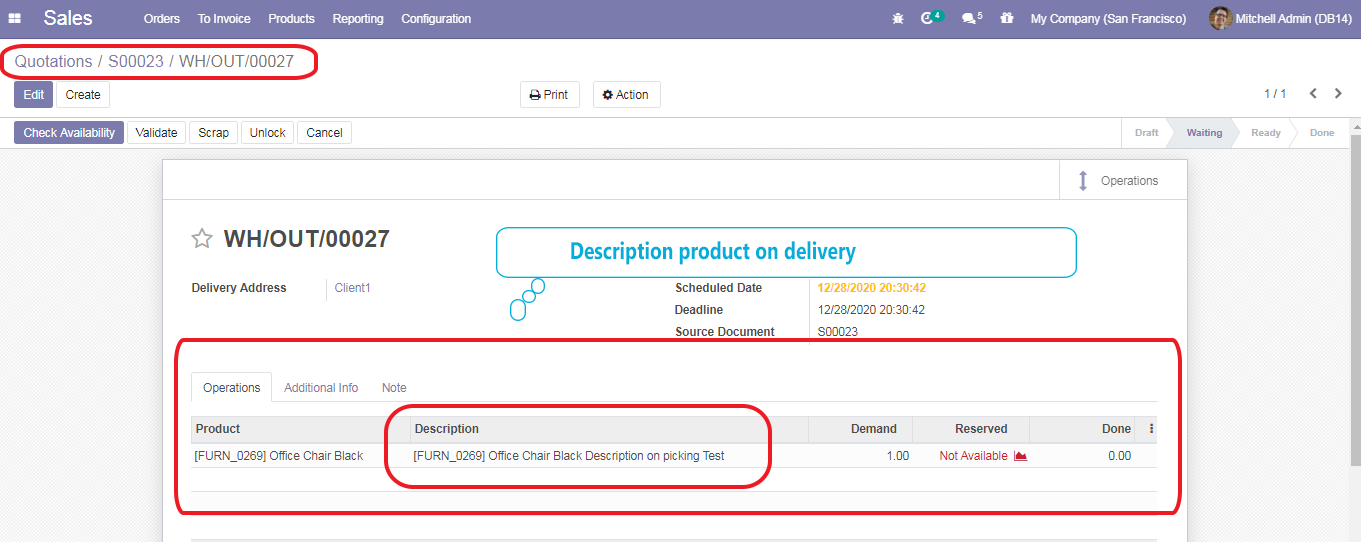 Sales Orders To Invoice Products Reporting Configuration 4 5 My Company (San Francisco) Mitchell Admin (DB14)
Quotations / S00023 / WH/OUT/00027
Edit Create Print Action 1 / 1
Check Availability Validate Scrap Unlock Cancel Draft Waiting Ready Done
Operations
WH/OUT/00027
Description product on delivery
Delivery Address Client1 Scheduled Date 12/28/2020 20:30:42
Deadline 12/28/2020 20:30:42
Source Document S00023
Operations Additional Info Note
Product Description Demand Reserved Done
[FURN_0269] Office Chair Black [FURN_0269] Office Chair Black Description on picking Test 1.00 Not Available 0.00